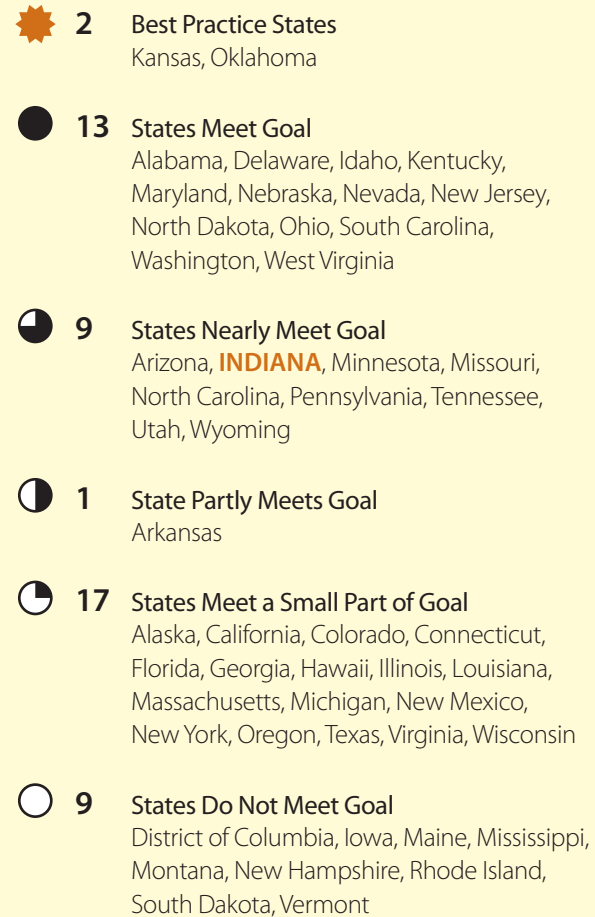 2 Best Practice States
Kansas, Oklahoma
13 States Meet Goal
Alabama, Delaware, Idaho, Kentucky,
Maryland, Nebraska, Nevada, New Jersey,
North Dakota, Ohio, South Carolina,
Washington, West Virginia
9 States Nearly Meet Goal
Arizona, INDIANA, Minnesota, Missouri,
North Carolina, Pennsylvania, Tennessee,
Utah, Wyoming
1 State Partly Meets Goal
Arkansas
17 States Meet a Small Part of Goal
Alaska, California, Colorado, Connecticut,
Florida, Georgia, Hawaii, Illinois, Louisiana,
Massachusetts, Michigan, New Mexico,
New York, Oregon, Texas, Virginia, Wisconsin
9 States Do Not Meet Goal
District of Columbia, Iowa, Maine, Mississippi,
Montana, New Hampshire, Rhode Island,
South Dakota, Vermont